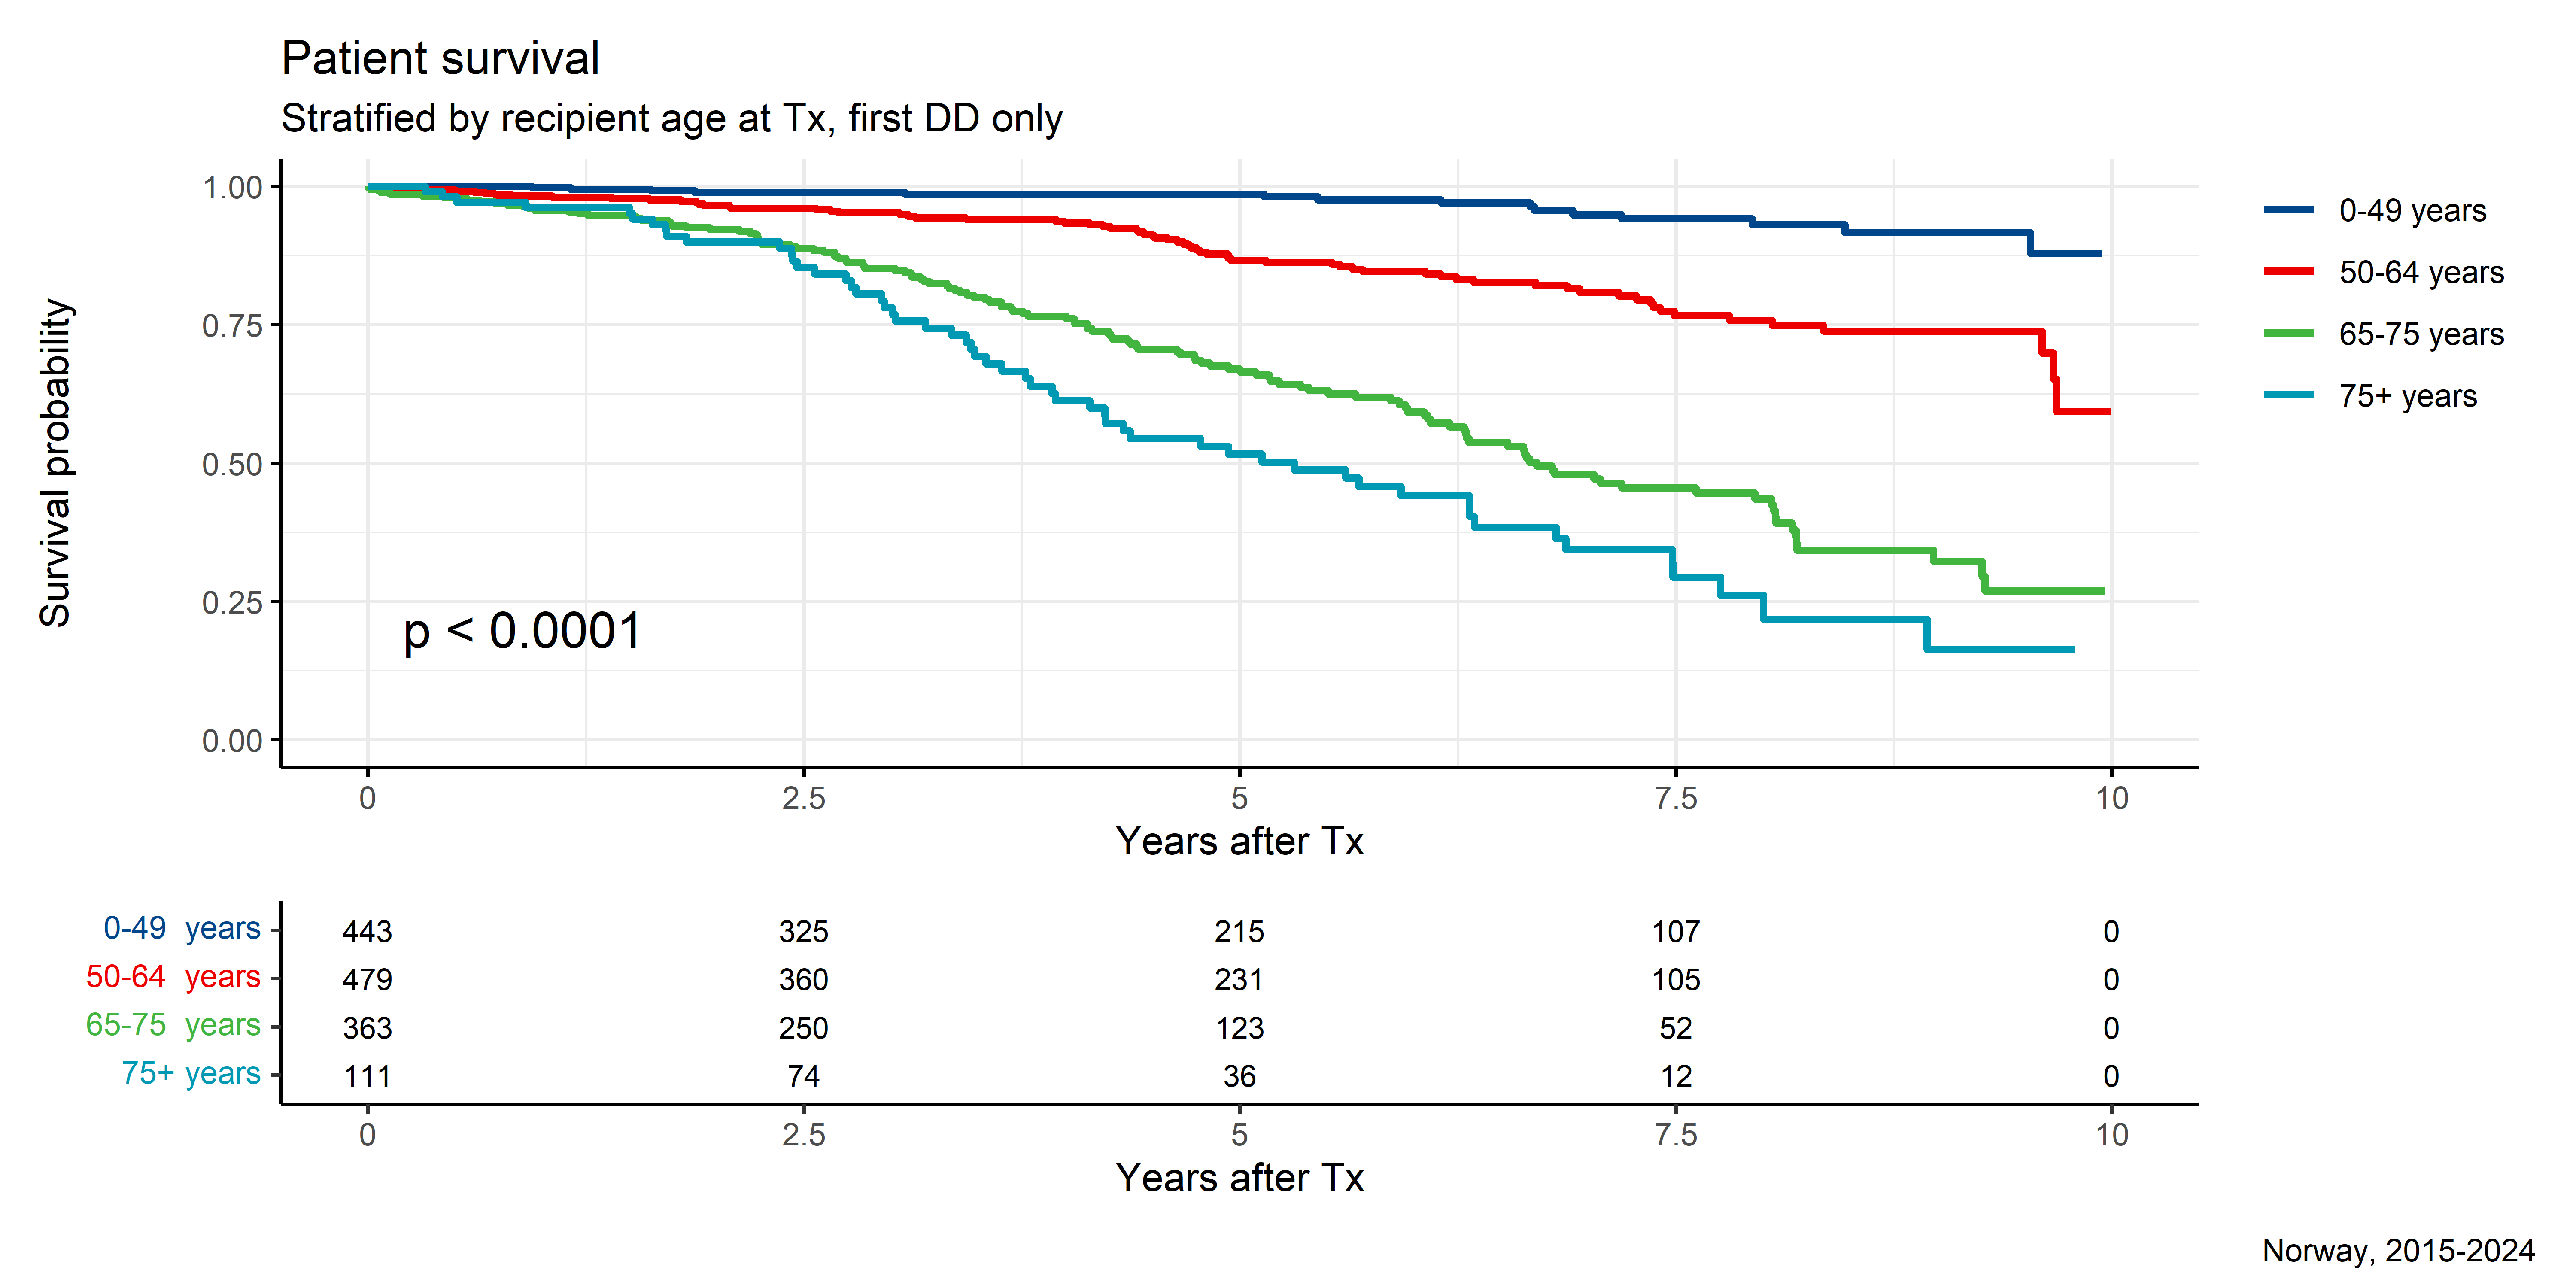 Patient survival
Stratified by recipient age at Tx, first DD only
Survival probability
1.00
0.75
0.50
0.25
0.00
p < 0.0001
0 2.5 5 7.5 10
Years after Tx
0-49 years
50-64 years
65-75 years
75+ years
0-49 years 443 325 215 107 0
50-64 years 479 360 231 105 0
65-75 years 363 250 123 52 0
75+ years 111 74 36 12 0
0 2.5 5 7.5 10
Years after Tx
Norway, 2015-2024